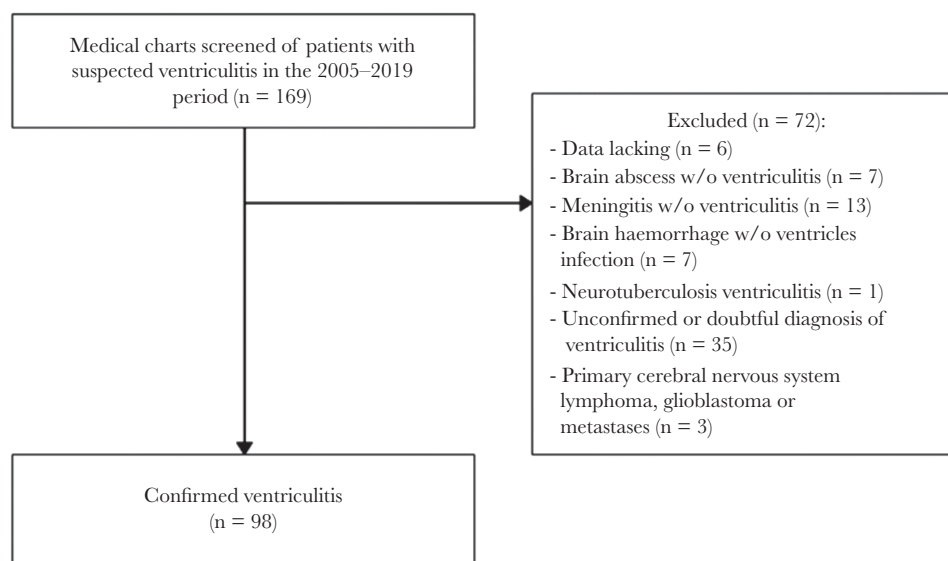 Medical charts screened of patients with
suspected ventriculitis in the 2005–2019
period (n = 169)
Excluded (n = 72):
- Data lacking (n = 6)
- Brain abscess w/o ventriculitis (n = 7)
- Meningitis w/o ventriculitis (n = 13)
- Brain haemorrhage w/o ventricles
infection (n = 7)
- Neurotuberculosis ventriculitis (n = 1)
- Unconfirmed or doubtful diagnosis of
ventriculitis (n = 35)
- Primary cerebral nervous system
lymphoma, glioblastoma or
metastases (n = 3)
Confirmed ventriculitis
(n = 98)